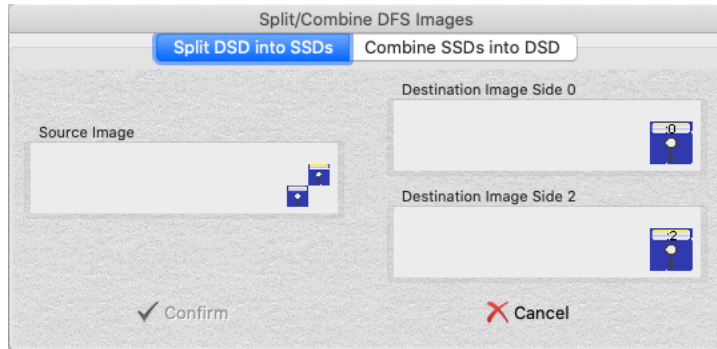 Split/Combine DFS Images
Split DSD into SSDs
Combine SSDs into DSD
Source Image
Destination Image Side 0
:0
Destination Image Side 2
:2
Confirm
Cancel